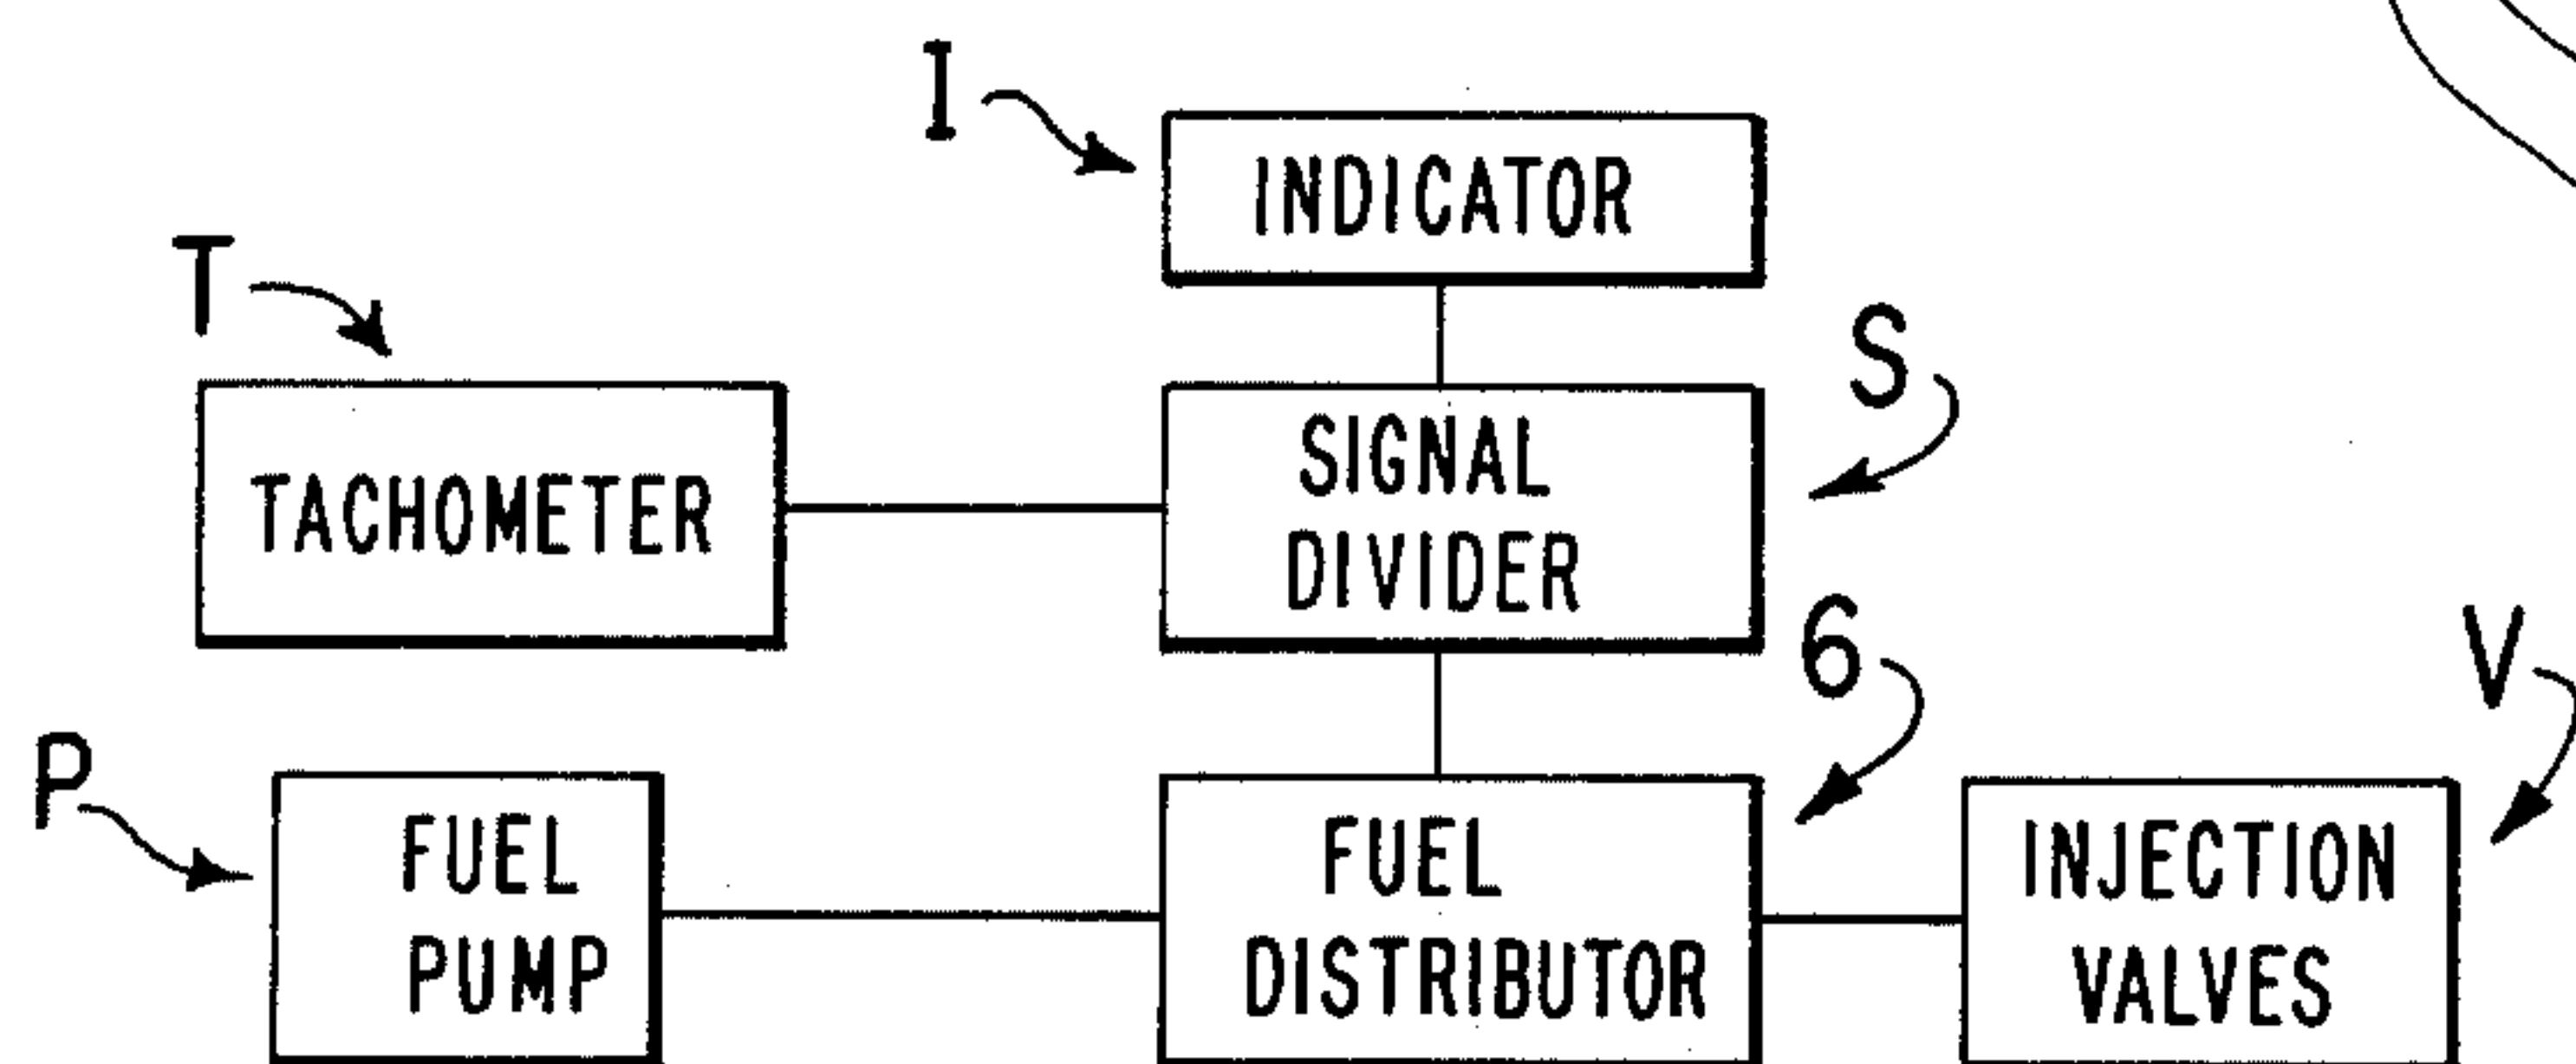 I
INDICATOR
T
S
TACHOMETER
SIGNAL
DIVIDER
6
V
P
FUEL
PUMP
FUEL
DISTRIBUTOR
INJECTION
VALVES